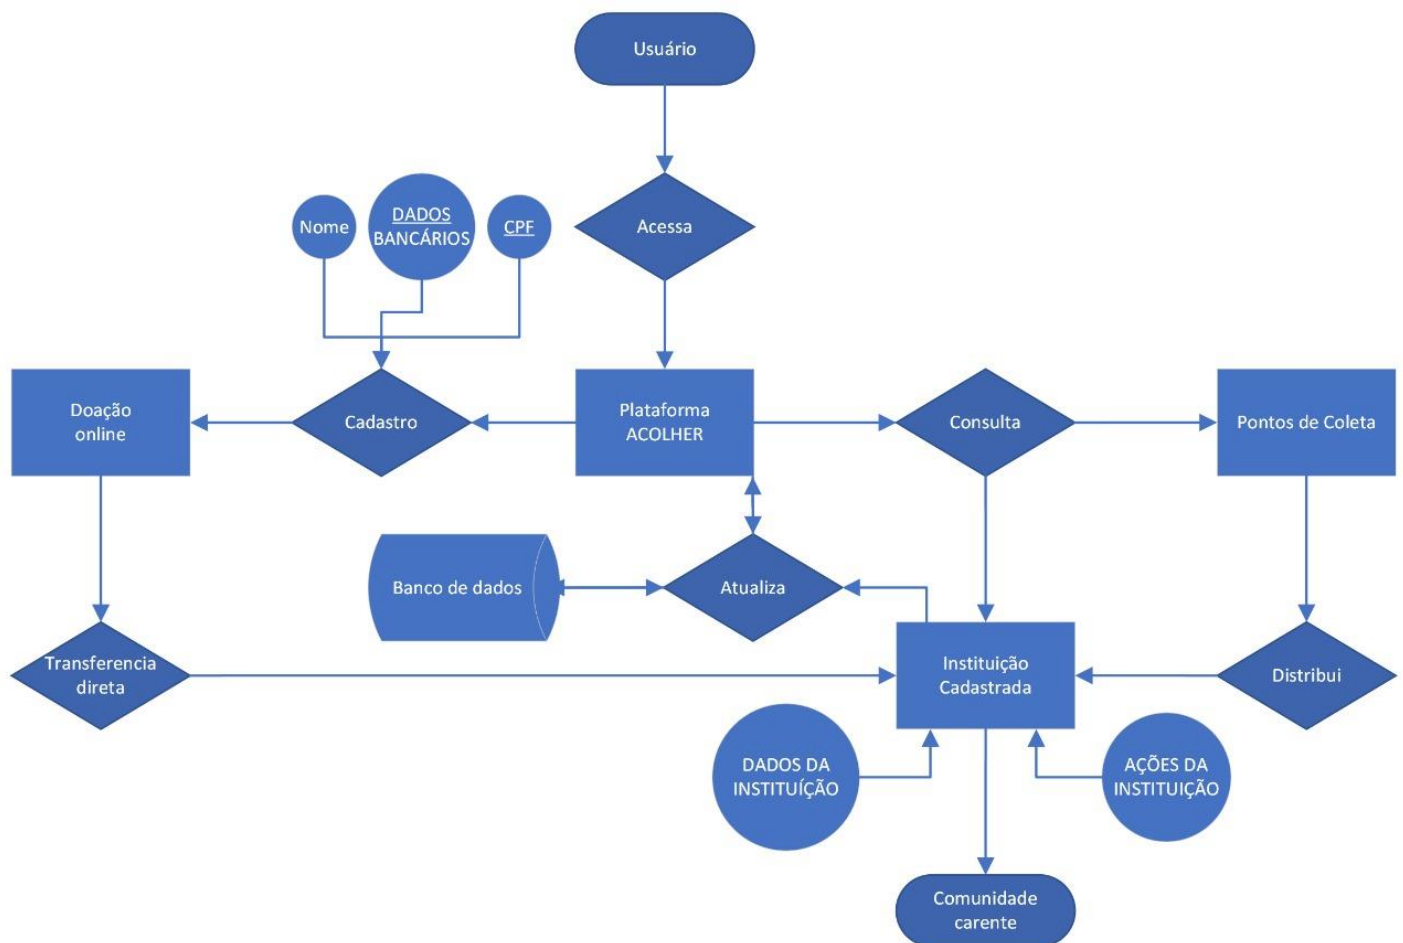 Usuário
Nome
DADOS
BANCÁRIOS
CPF
Acessa
Doação
online
Cadastro
Plataforma
ACOLHER
Consulta
Pontos de Coleta
Banco de dados
Atualiza
Transferencia
direta
Instituição
Cadastrada
Distribui
DADOS DA
INSTITUÍÇÃO
AÇÕES DA
INSTITUIÇÃO
Comunidade
carente